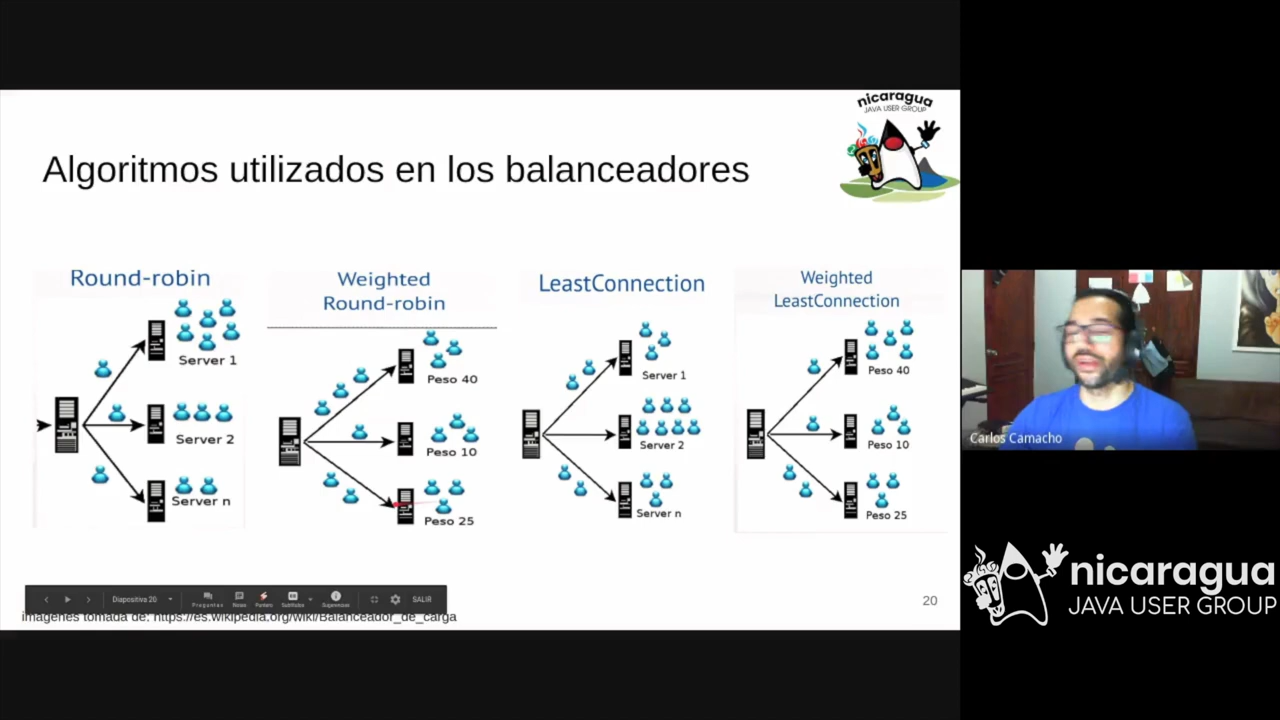 nicaragua
JAVA USER GROUP
Algoritmos utilizados en los balanceadores
Round-robin
Server 1
Server 2
Server n
Weighted
Round-robin
Peso 40
Peso 10
Peso 25
LeastConnection
Server 1
Server 2
Server n
Weighted
LeastConnection
Peso 40
Peso 10
Peso 25
Diapositiva 20
Preguntas
Notas
Puntero
Subtítulos
Sugerencias
SALIR
imágenes tomada de: https://es.wikipedia.org/wiki/Balanceador_de_carga
20
Carlos Camacho
nicaragua
JAVA USER GROUP